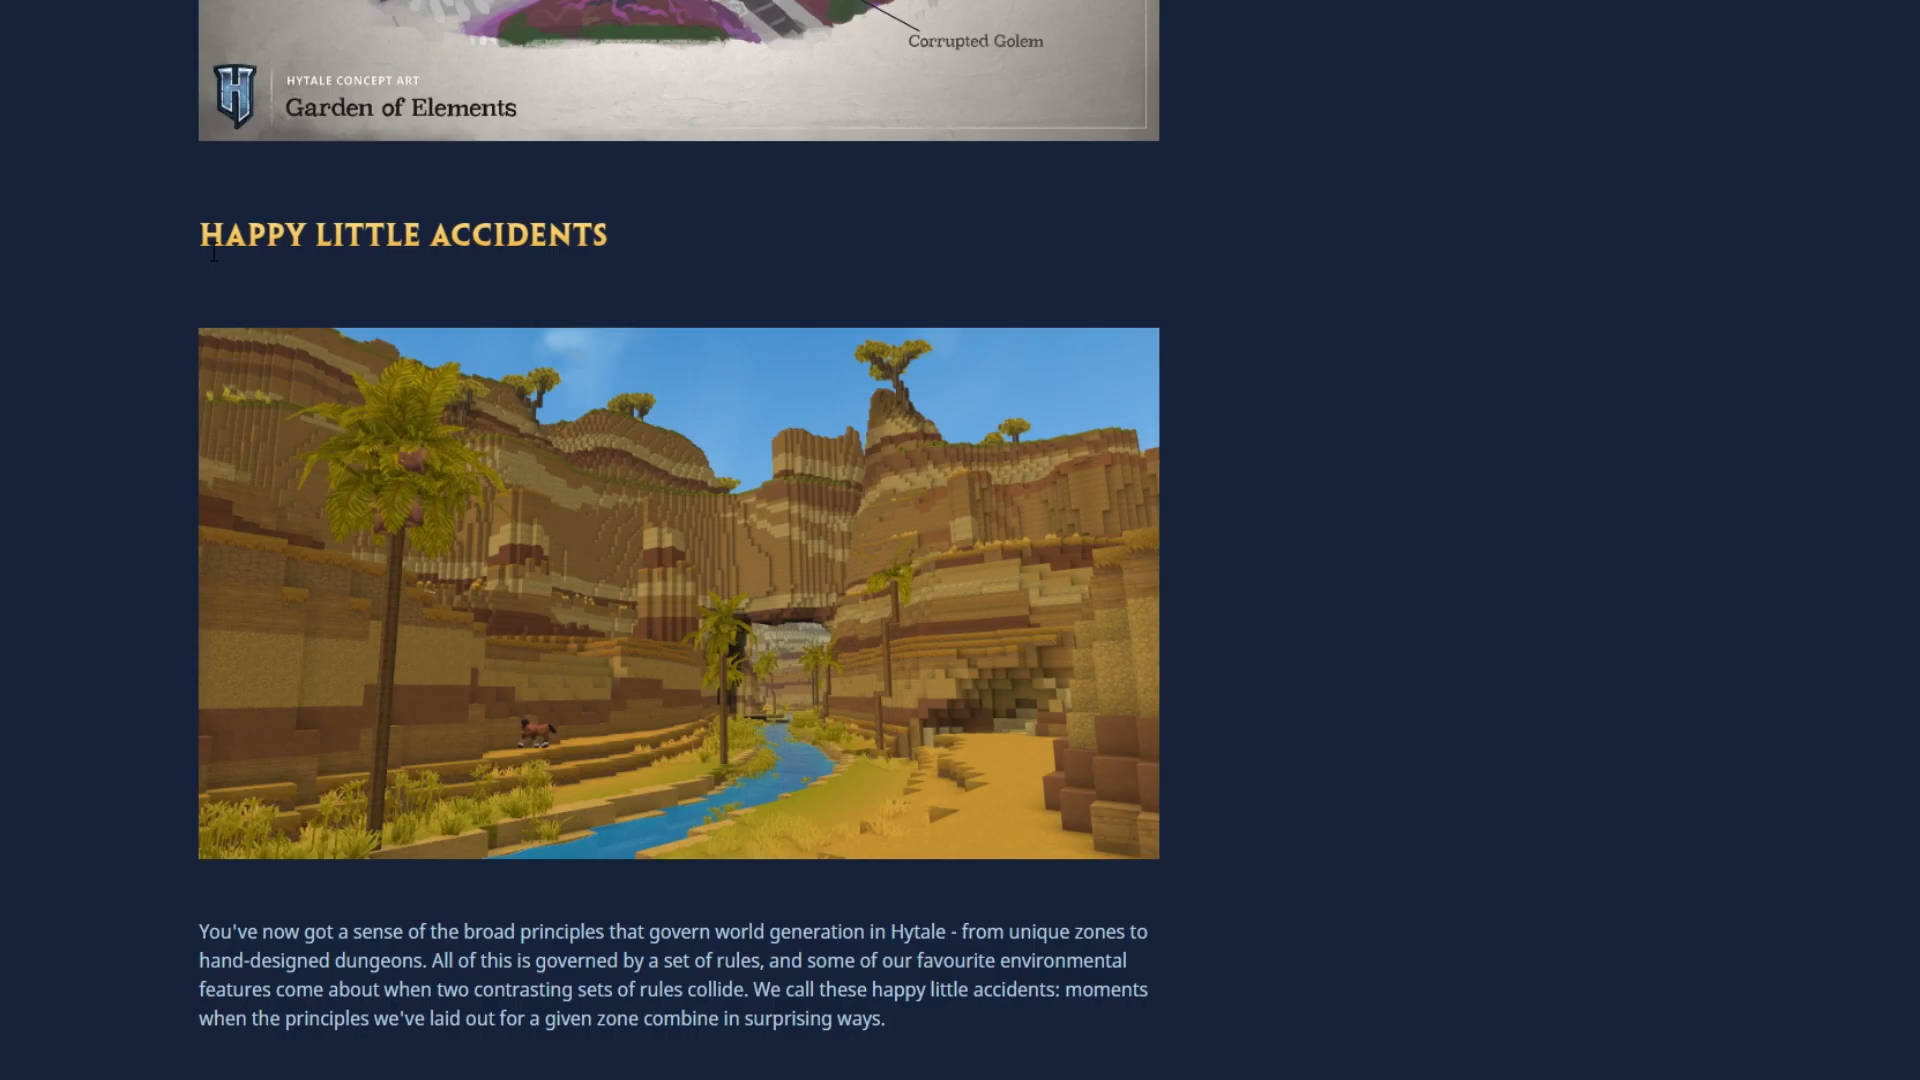 Corrupted Golem
HYTALE CONCEPT ART
Garden of Elements
HAPPY LITTLE ACCIDENTS
You've now got a sense of the broad principles that govern world generation in Hytale - from unique zones to
hand-designed dungeons. All of this is governed by a set of rules, and some of our favourite environmental
features come about when two contrasting sets of rules collide. We call these happy little accidents: moments
when the principles we've laid out for a given zone combine in surprising ways.